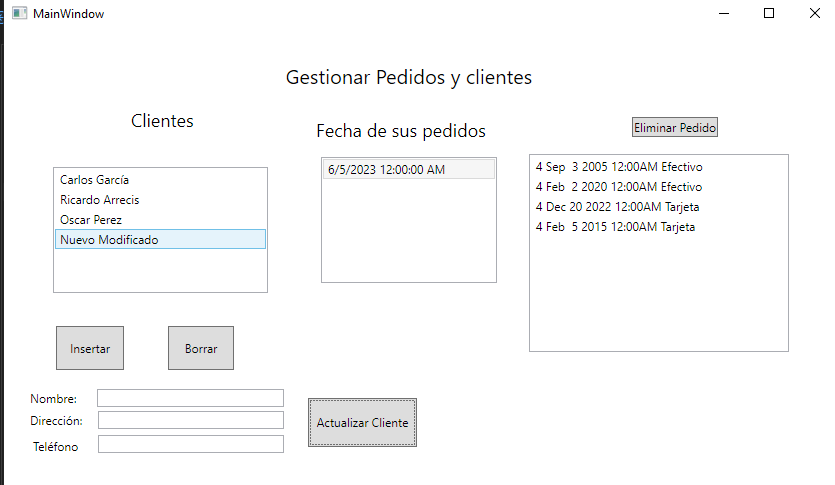 MainWindow
Gestionar Pedidos y clientes
Clientes
Fecha de sus pedidos
Eliminar Pedido
Carlos García
Ricardo Arrecis
Oscar Perez
Nuevo Modificado
6/5/2023 12:00:00 AM
4 Sep  3 2005 12:00AM Efectivo
4 Feb  2 2020 12:00AM Efectivo
4 Dec 20 2022 12:00AM Tarjeta
4 Feb  5 2015 12:00AM Tarjeta
Insertar
Borrar
Nombre:
Dirección:
Teléfono
Actualizar Cliente